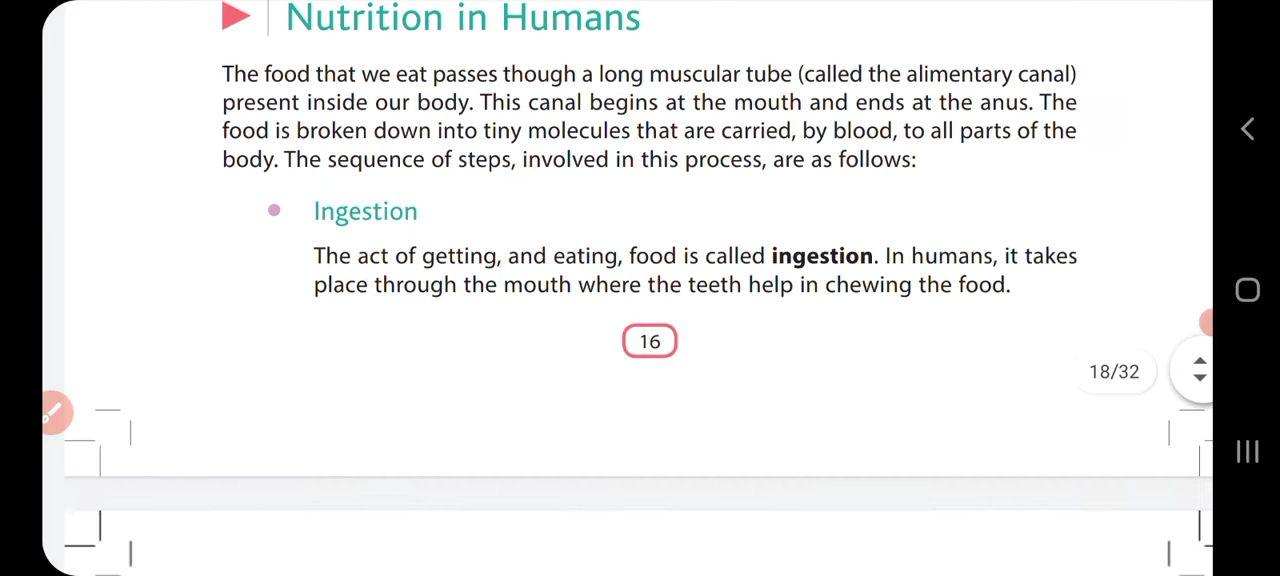 Nutrition in Humans
The food that we eat passes though a long muscular tube (called the alimentary canal)
present inside our body. This canal begins at the mouth and ends at the anus. The
food is broken down into tiny molecules that are carried, by blood, to all parts of the
body. The sequence of steps, involved in this process, are as follows:
Ingestion
The act of getting, and eating, food is called ingestion. In humans, it takes
place through the mouth where the teeth help in chewing the food.
16
18/32